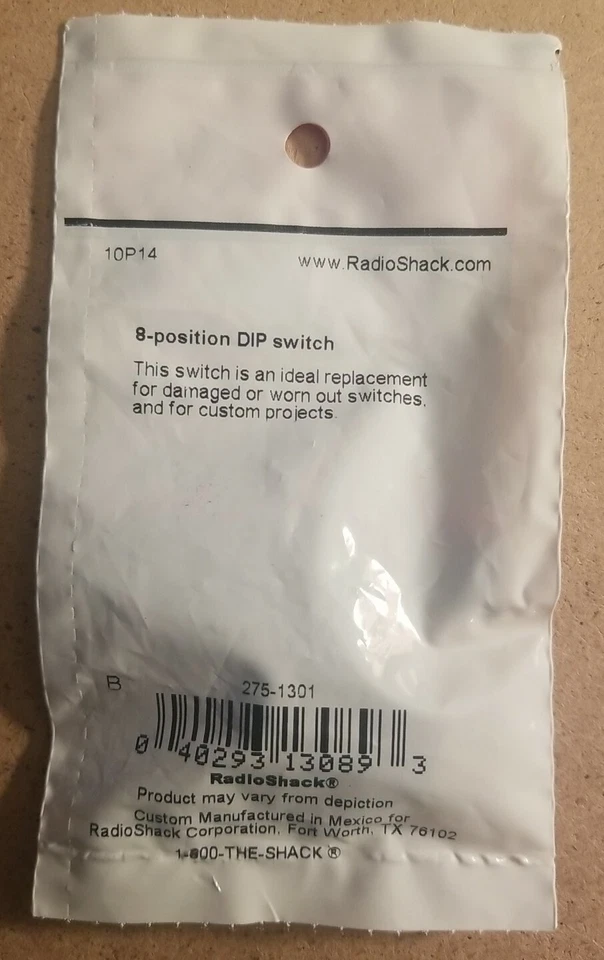 10P14
www.RadioShack.com
8-position DIP switch
This switch is an ideal replacement
for damaged or worn out switches,
and for custom projects.
B
275-1301
0 40293 13089 3
RadioShack®
Product may vary from depiction
Custom Manufactured in Mexico for
RadioShack Corporation, Fort Worth, TX 76102
1-800-THE-SHACK ®